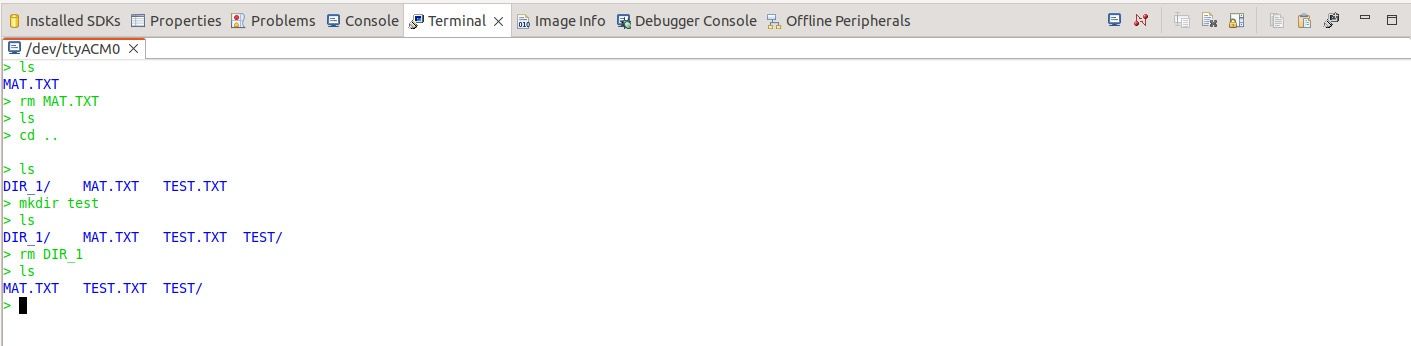 Installed SDKs Properties Problems Console Terminal Image Info Debugger Console Offline Peripherals
/dev/ttyACM0
> ls
MAT.TXT
> rm MAT.TXT
> ls
> cd ..
> ls
DIR_1/ MAT.TXT TEST.TXT
> mkdir test
> ls
DIR_1/ MAT.TXT TEST.TXT TEST/
> rm DIR_1
> ls
MAT.TXT TEST.TXT TEST/
>